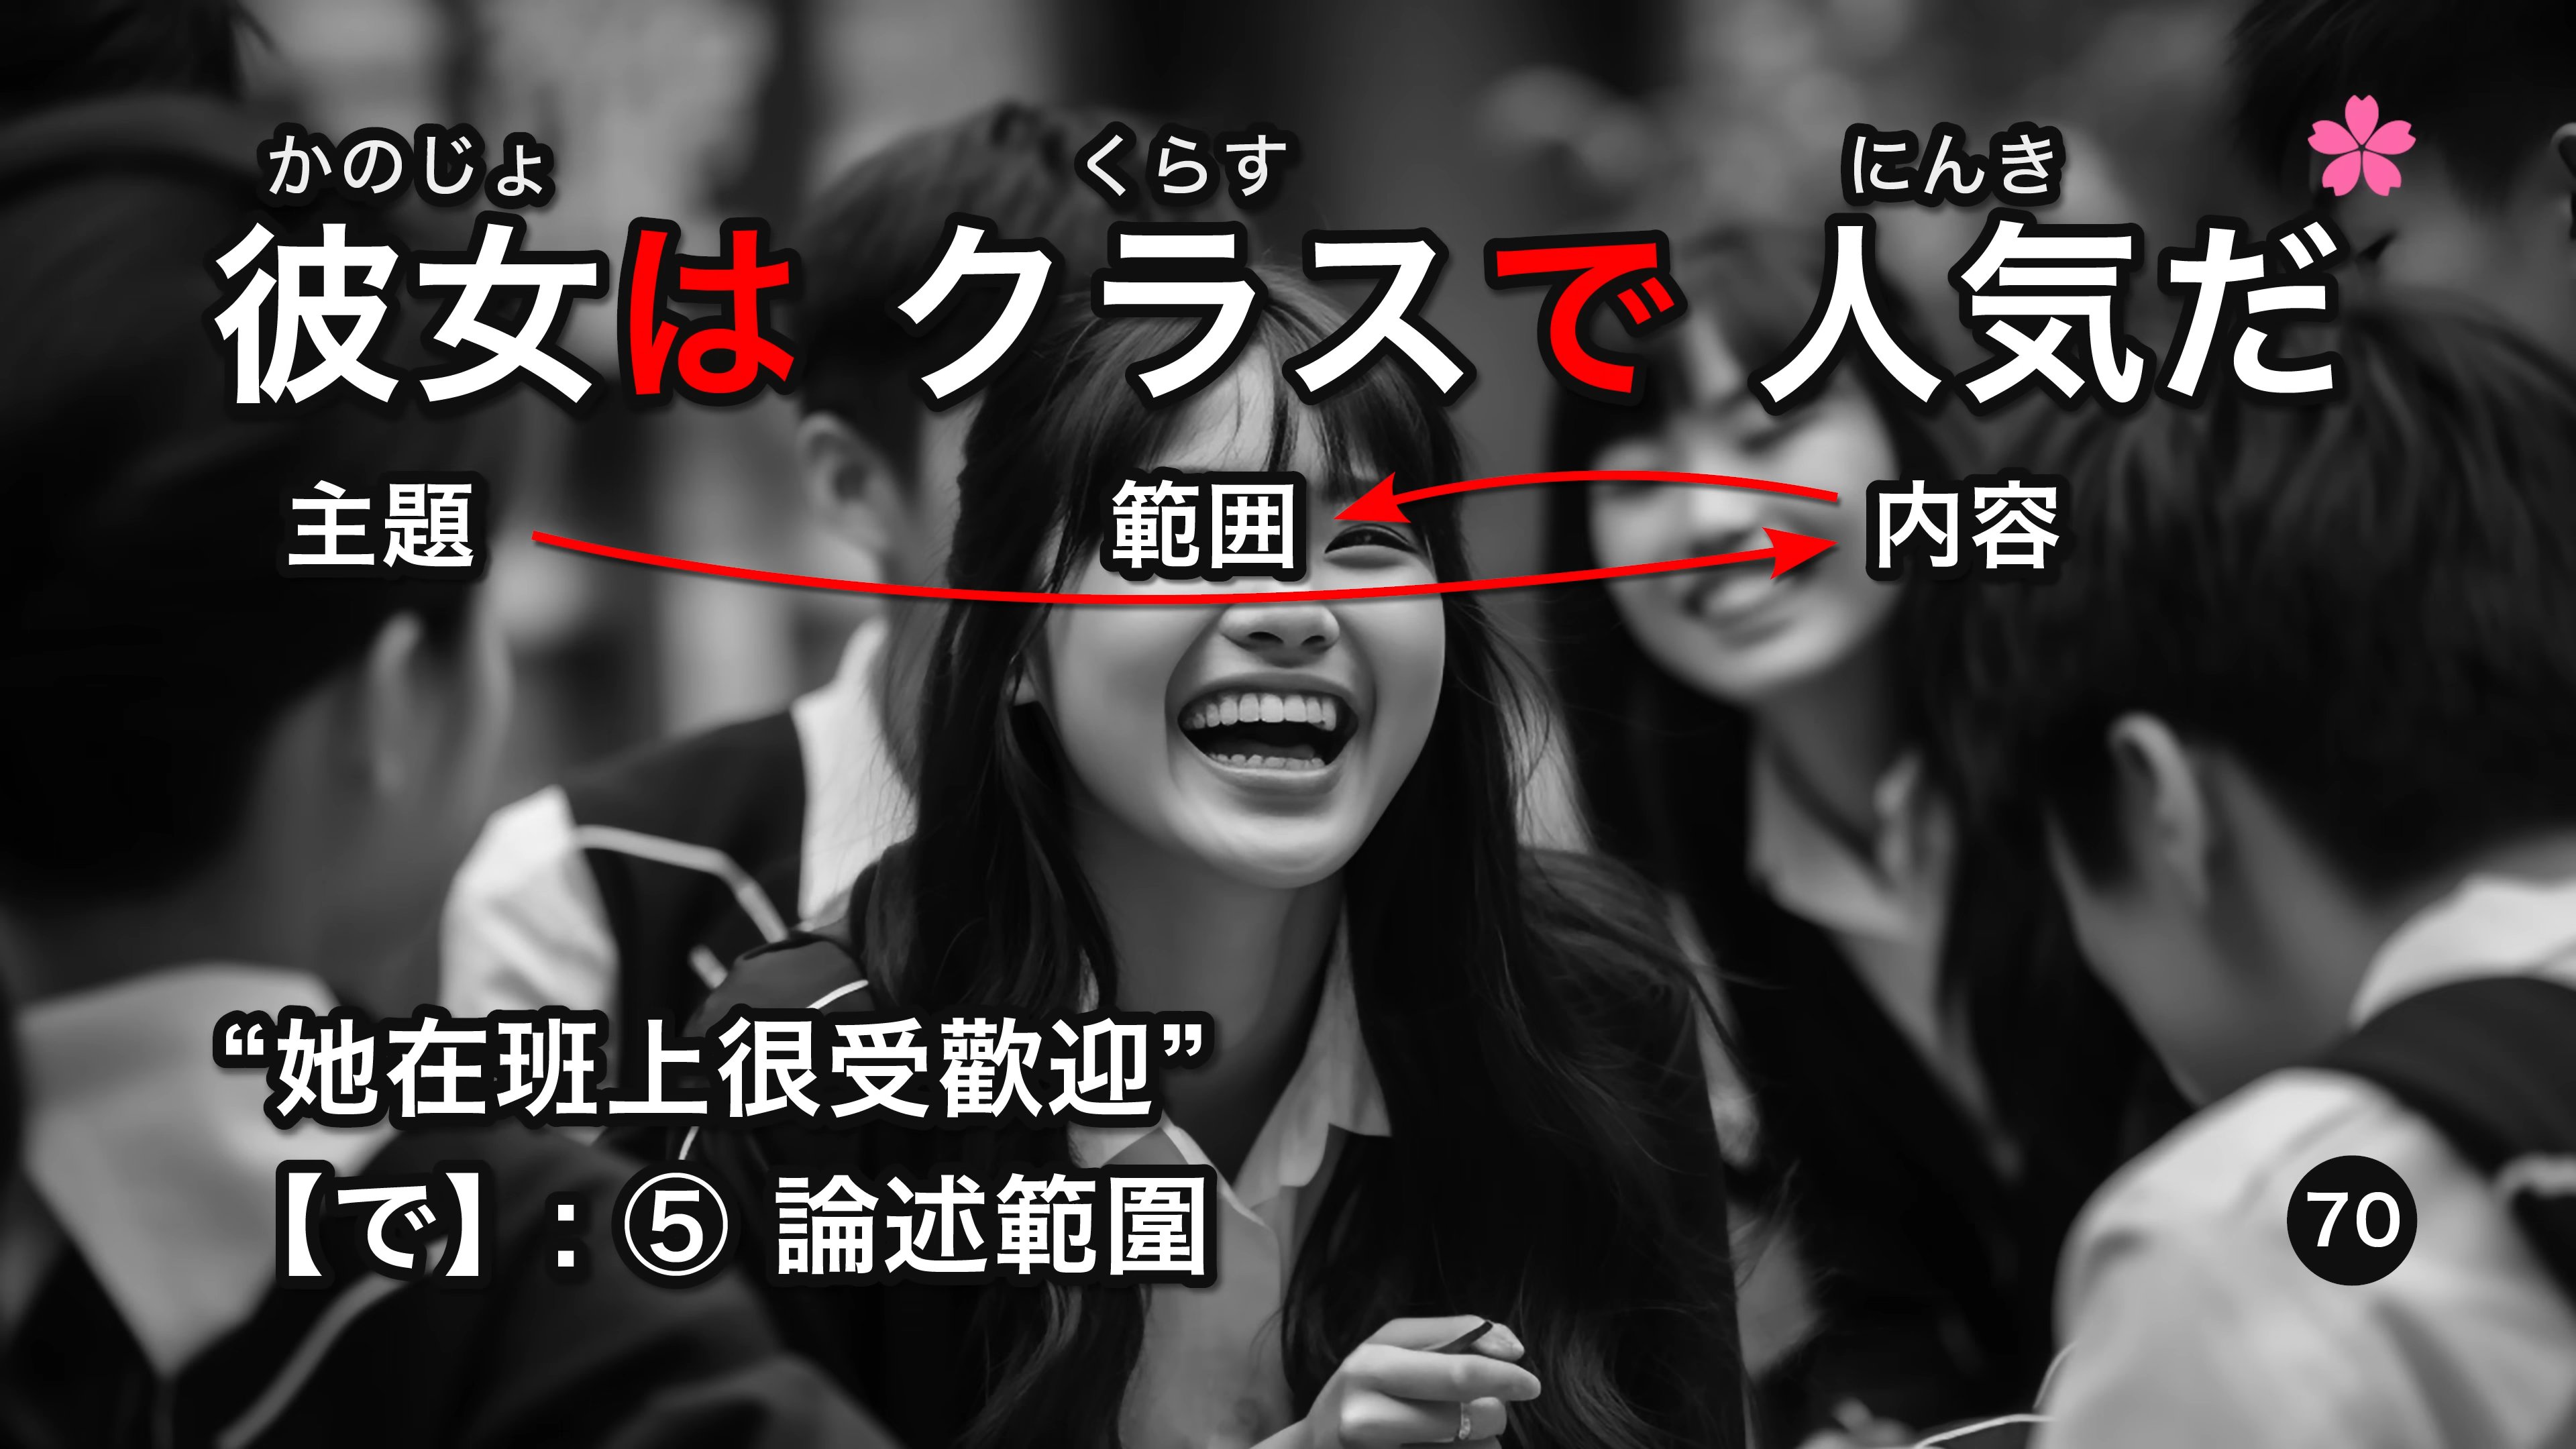 かのじょ くらす にんき
彼女は クラスで 人気だ
主題 範囲 内容
“她在班上很受歡迎”
【で】: ⑤ 論述範圍
70